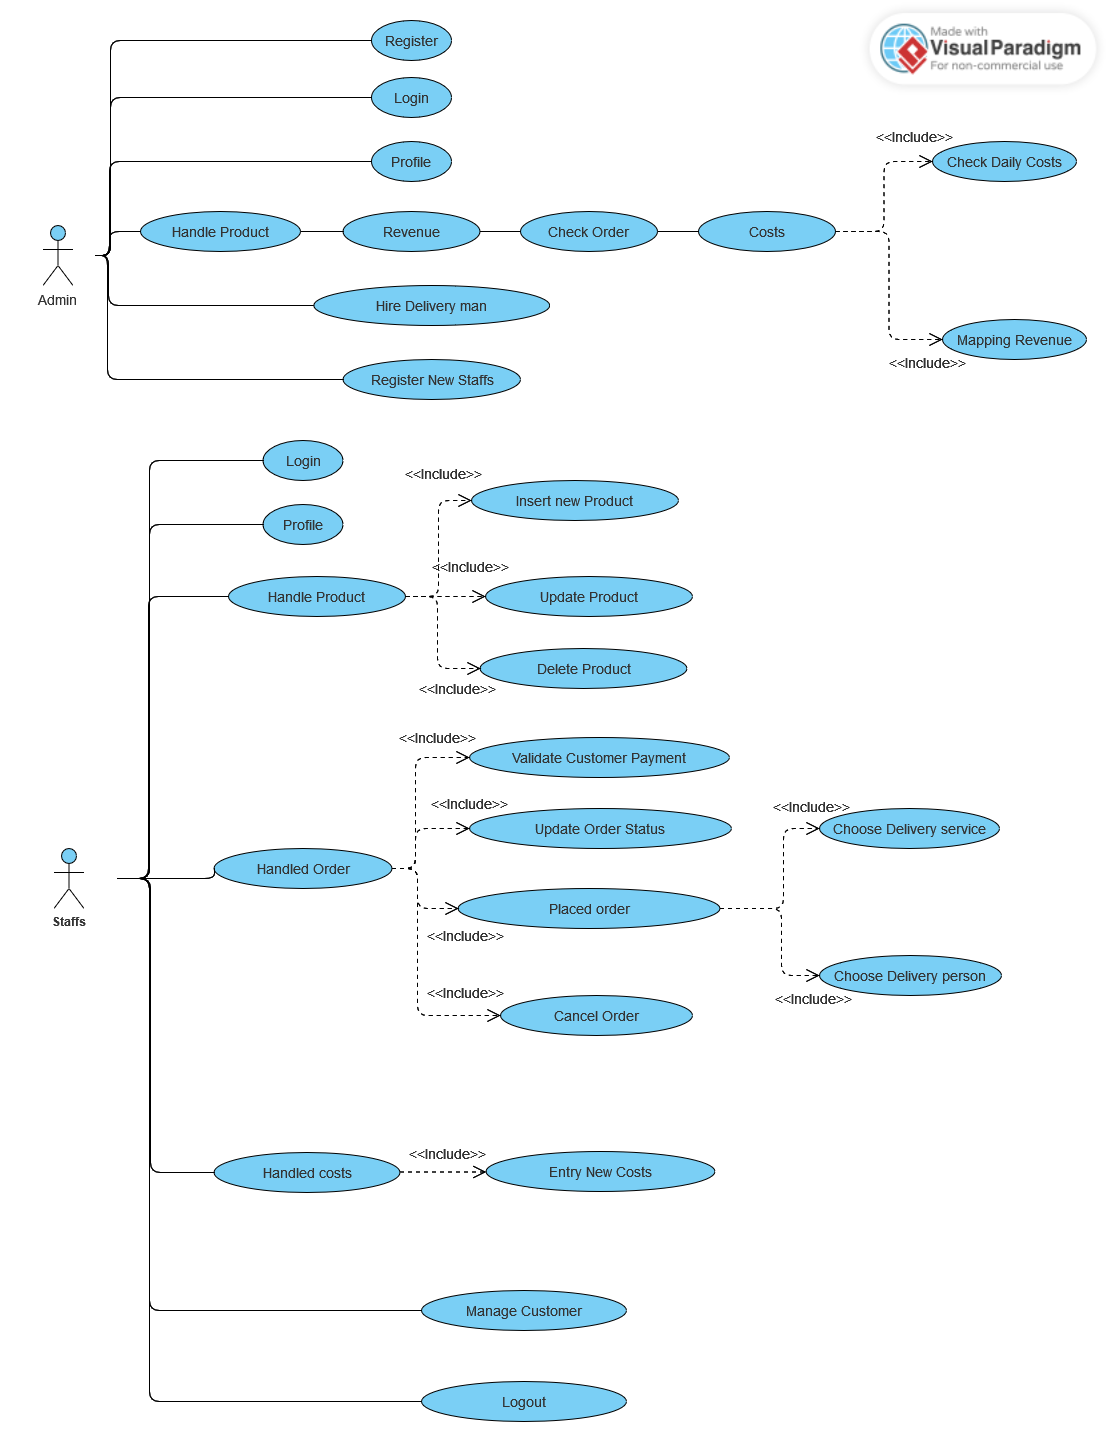 Made with
Visual Paradigm
For non-commercial use
Register
Login
Profile
<<Include>>
Check Daily Costs
Handle Product
Revenue
Check Order
Costs
Admin
Hire Delivery man
Mapping Revenue
<<Include>>
Register New Staffs
Login
<<Include>>
Insert new Product
Profile
<<Include>>
Handle Product
Update Product
Delete Product
<<Include>>
<<Include>>
Validate Customer Payment
<<Include>>
Update Order Status
<<Include>>
Choose Delivery service
Handled Order
Placed order
<<Include>>
Staffs
Choose Delivery person
<<Include>>
<<Include>>
Cancel Order
<<Include>>
Handled costs
Entry New Costs
Manage Customer
Logout